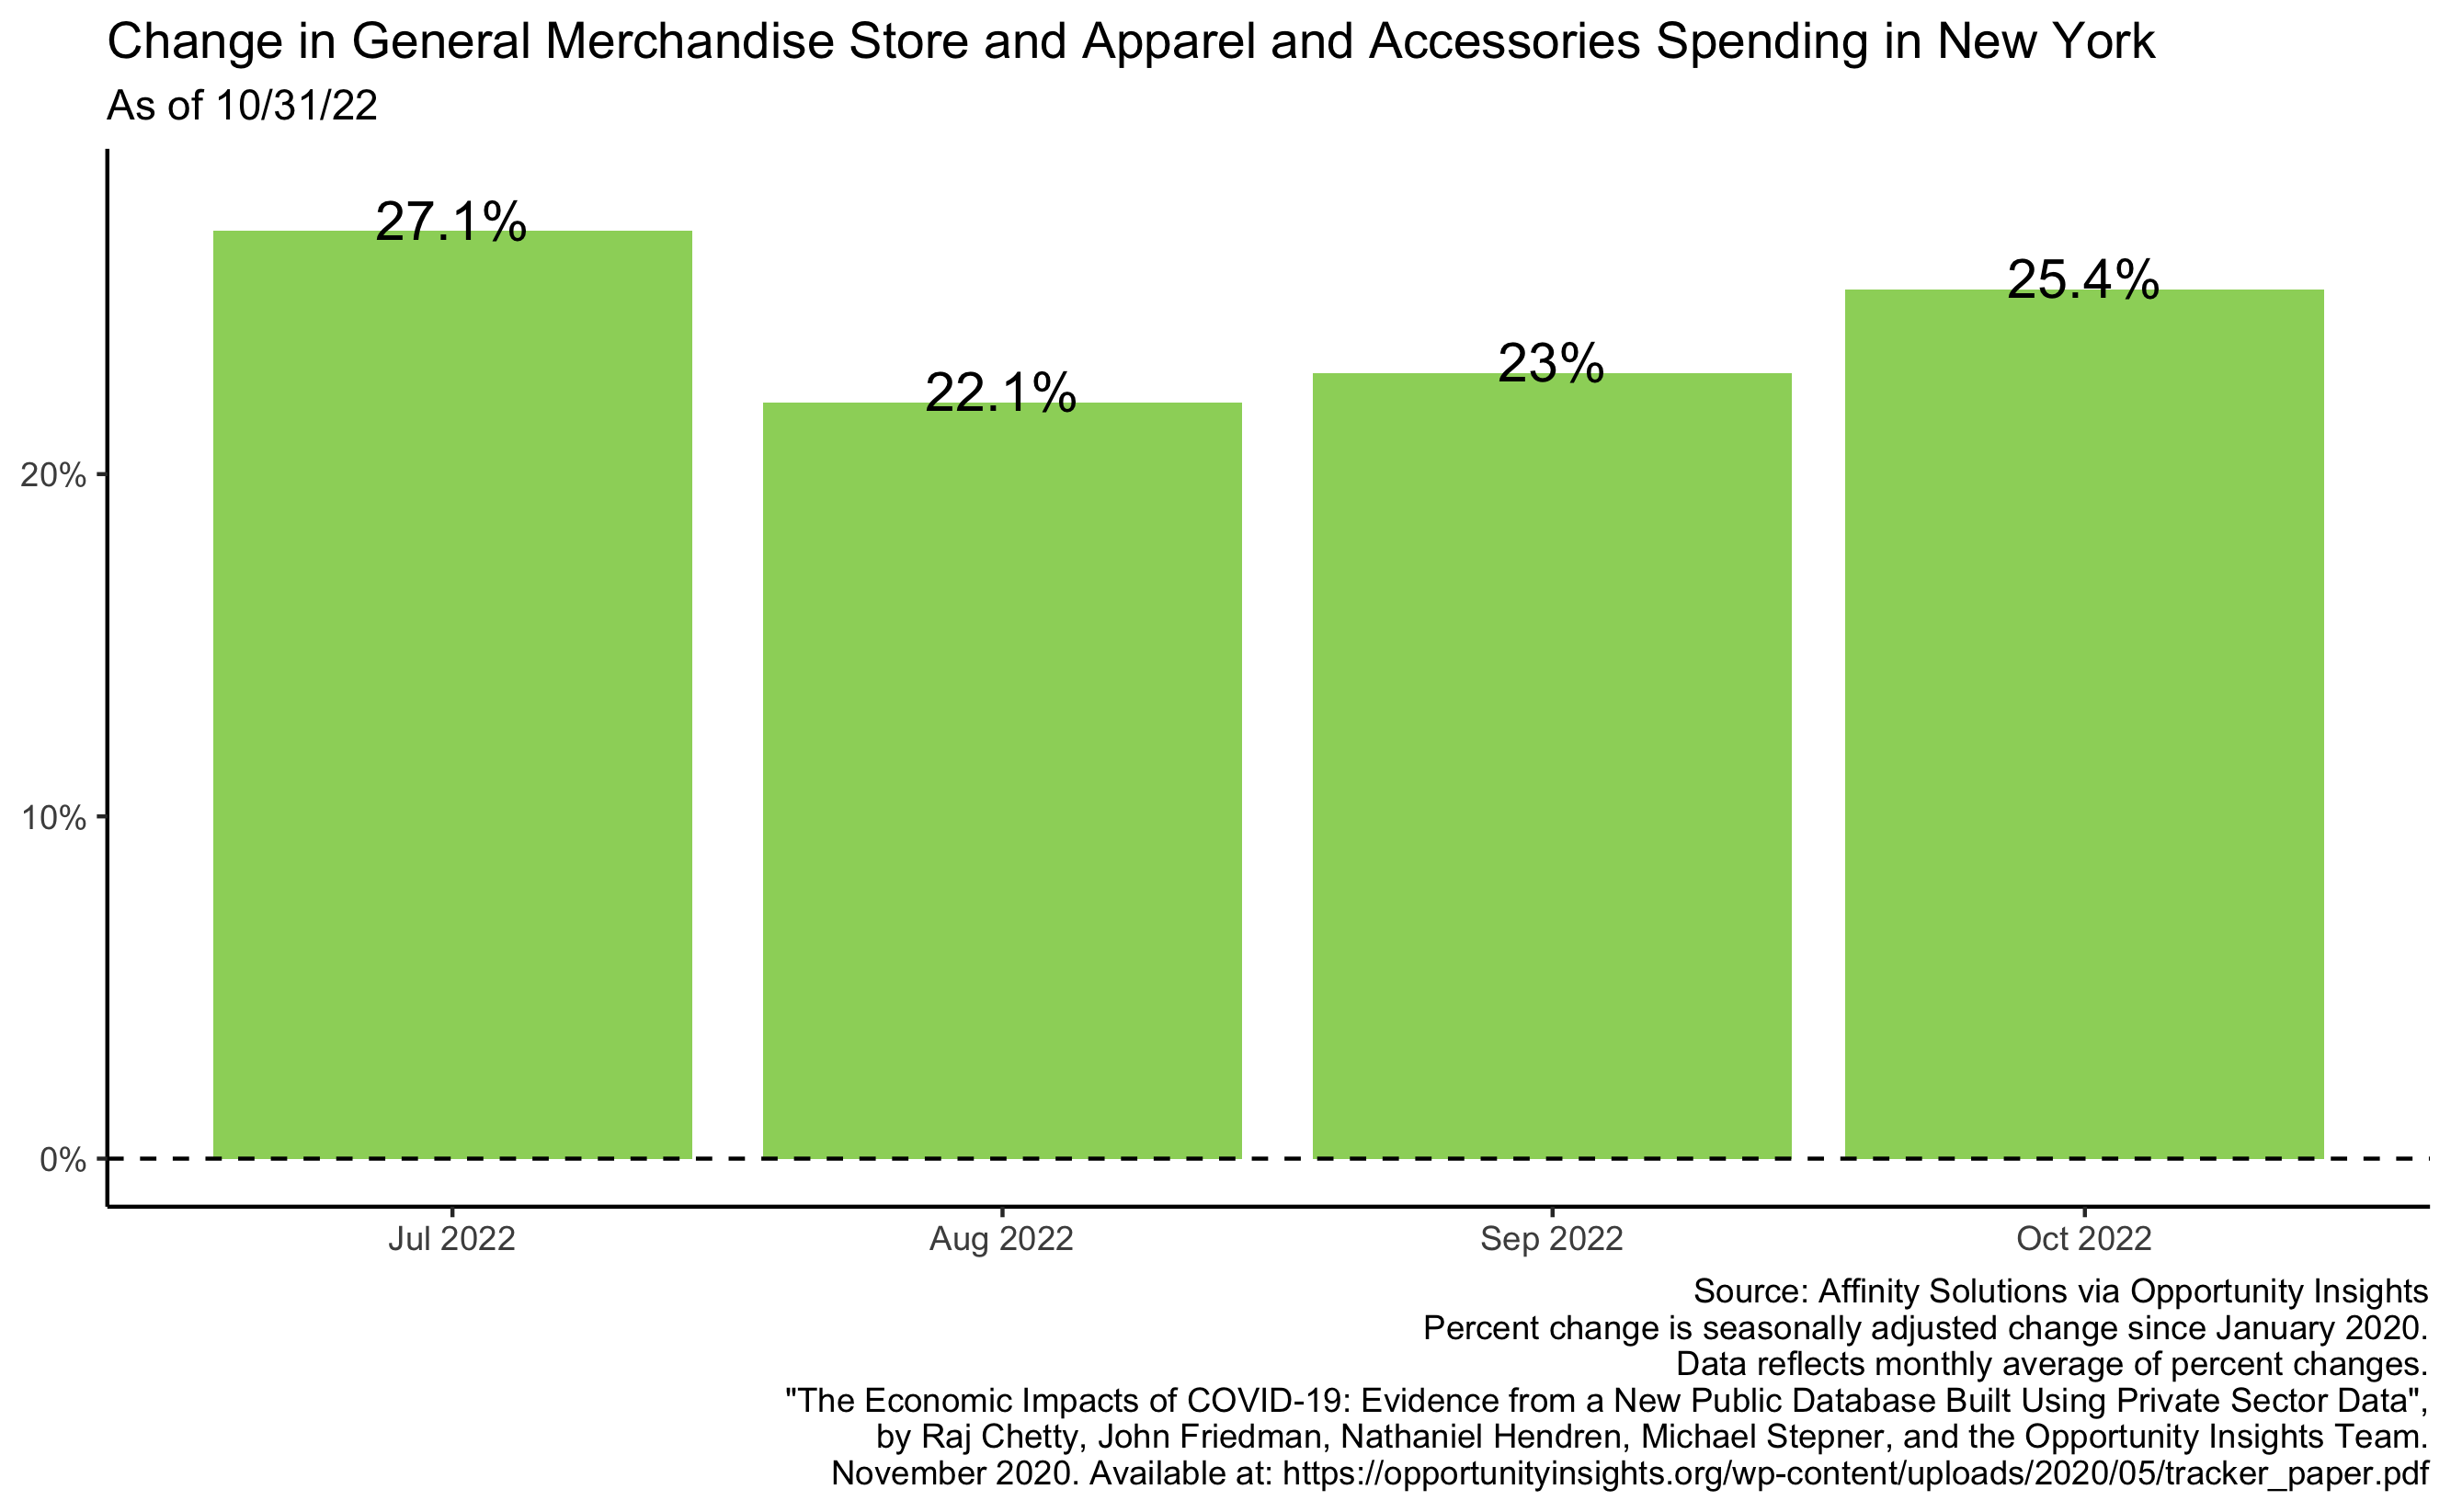 Change in General Merchandise Store and Apparel and Accessories Spending in New York
As of 10/31/22
27.1%
22.1%
23%
25.4%
20%
10%
0%
Jul 2022
Aug 2022
Sep 2022
Oct 2022
Source: Affinity Solutions via Opportunity Insights
Percent change is seasonally adjusted change since January 2020.
Data reflects monthly average of percent changes.
"The Economic Impacts of COVID-19: Evidence from a New Public Database Built Using Private Sector Data",
by Raj Chetty, John Friedman, Nathaniel Hendren, Michael Stepner, and the Opportunity Insights Team.
November 2020. Available at: https://opportunityinsights.org/wp-content/uploads/2020/05/tracker_paper.pdf